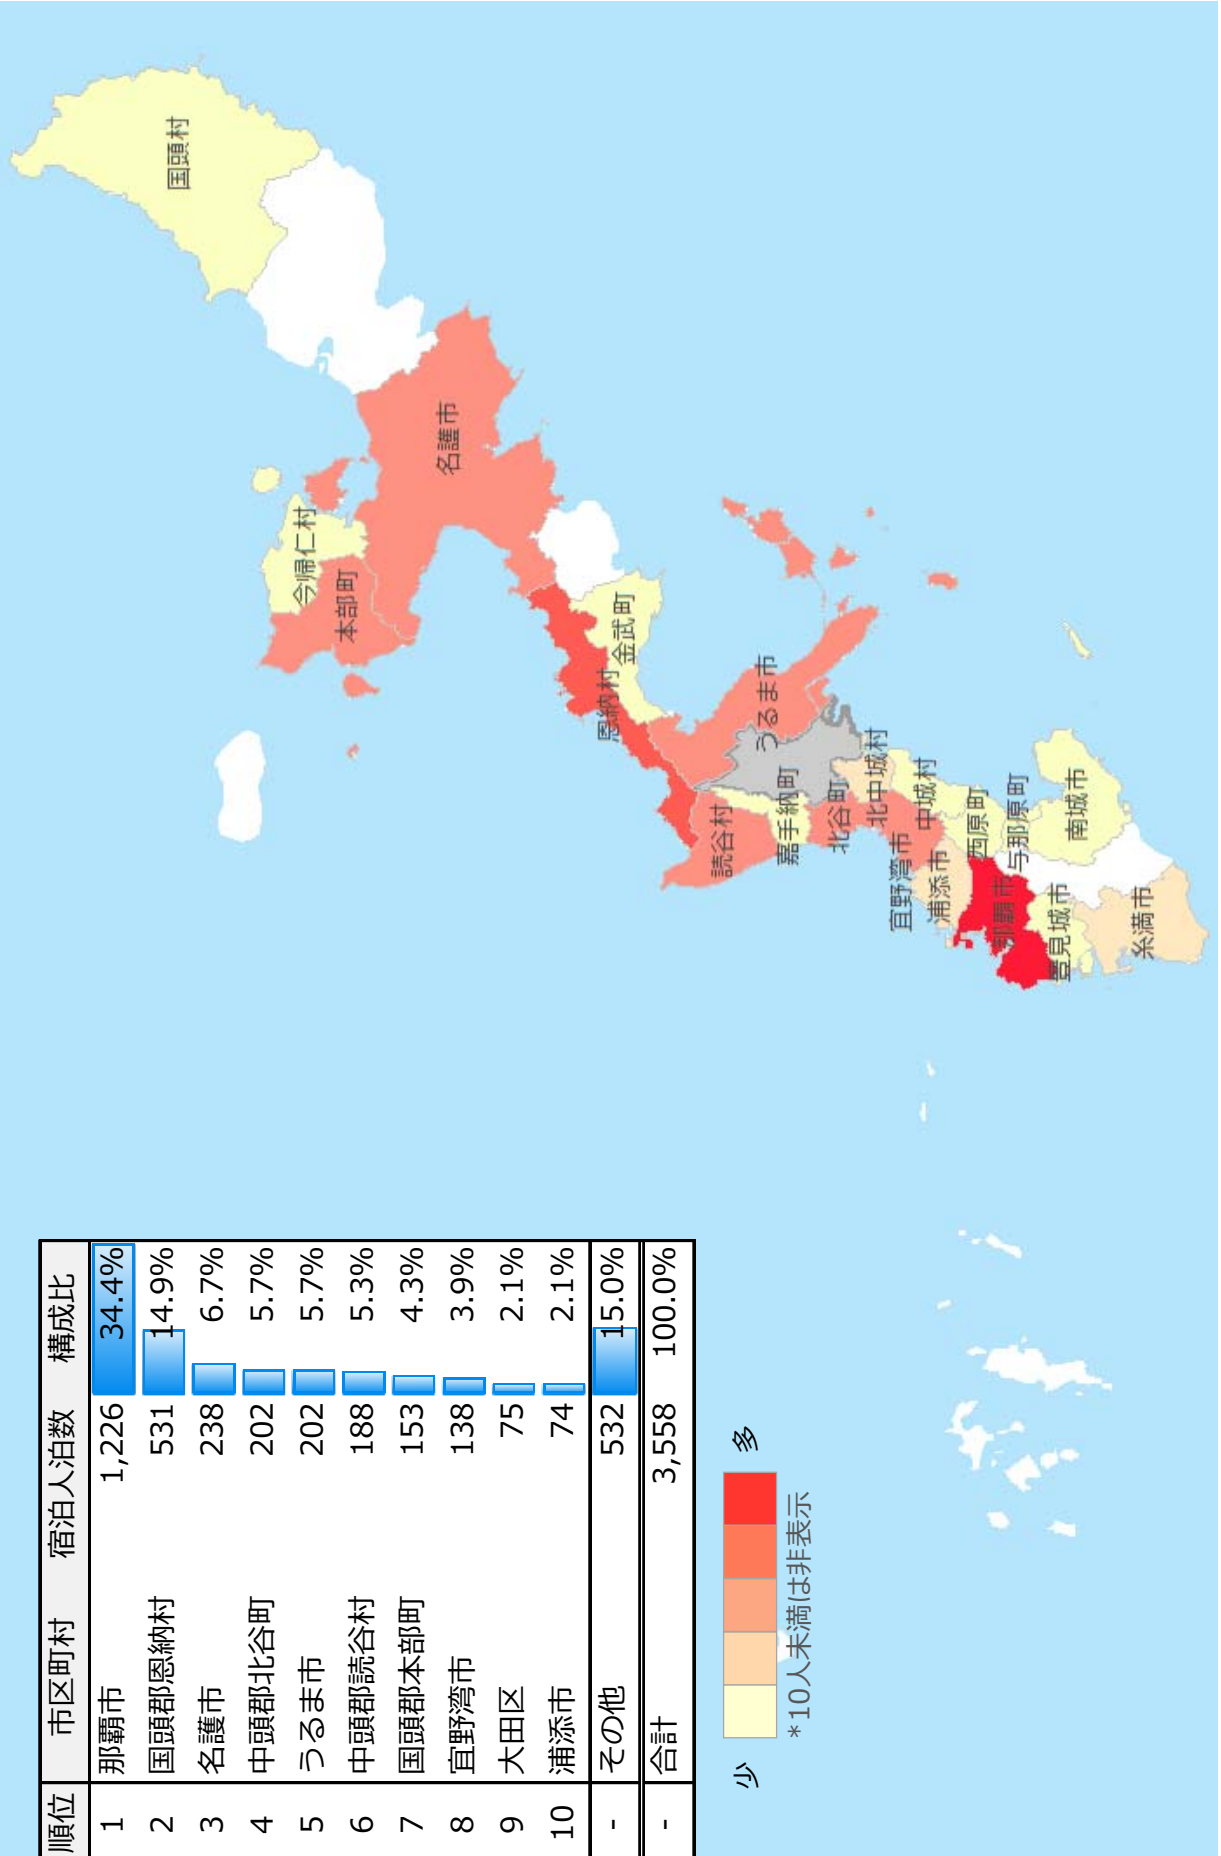 順位 市区町村 宿泊人泊数 構成比
1 那覇市 1,226 34.4%
2 国頭郡恩納村 531 14.9%
3 名護市 238 6.7%
4 中頭郡北谷町 202 5.7%
5 うるま市 202 5.7%
6 中頭郡読谷村 188 5.3%
7 国頭郡本部町 153 4.3%
8 宜野湾市 138 3.9%
9 大田区 75 2.1%
10 浦添市 74 2.1%
- その他 532 15.0%
- 合計 3,558 100.0%
少 多
*10人未満は非表示
国頭村
今帰仁村
本部町
名護市
恩納村
金武町
うるま市
読谷村
嘉手納町
北谷町
北中城村
宜野湾市
中城村
浦添市
西原町
那覇市
与那原町
豊見城市
南城市
糸満市